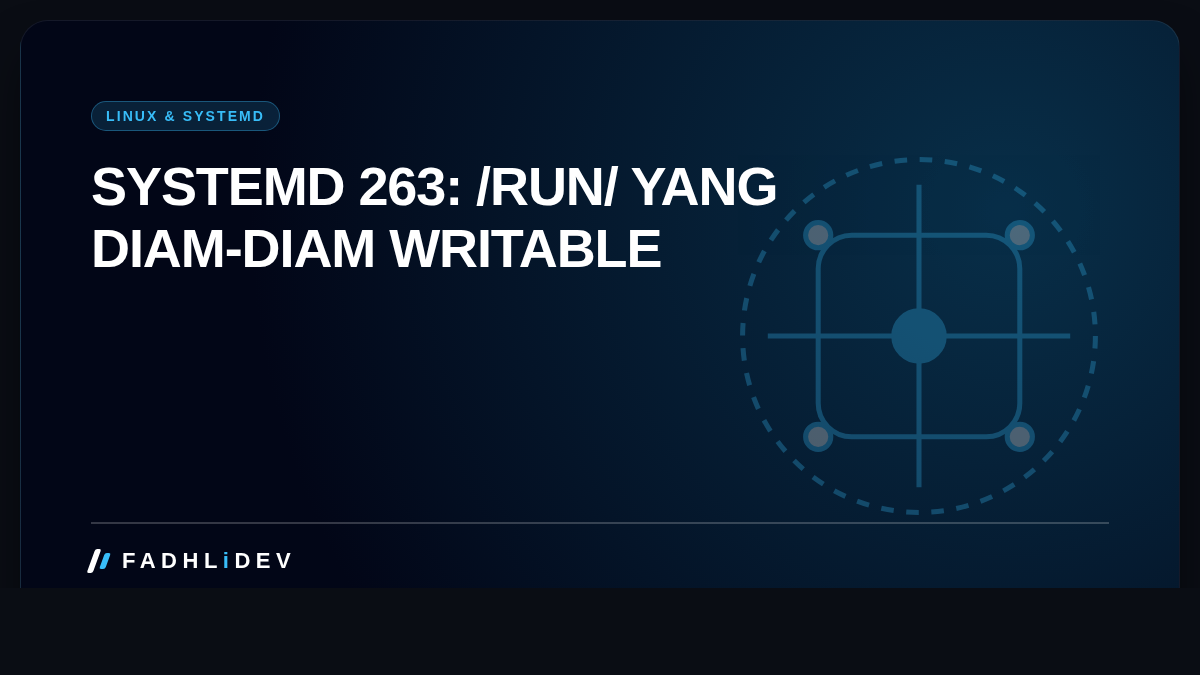 LINUX & SYSTEMD
SYSTEMD 263: /RUN/ YANG
DIAM-DIAM WRITABLE
FADHLiDEV